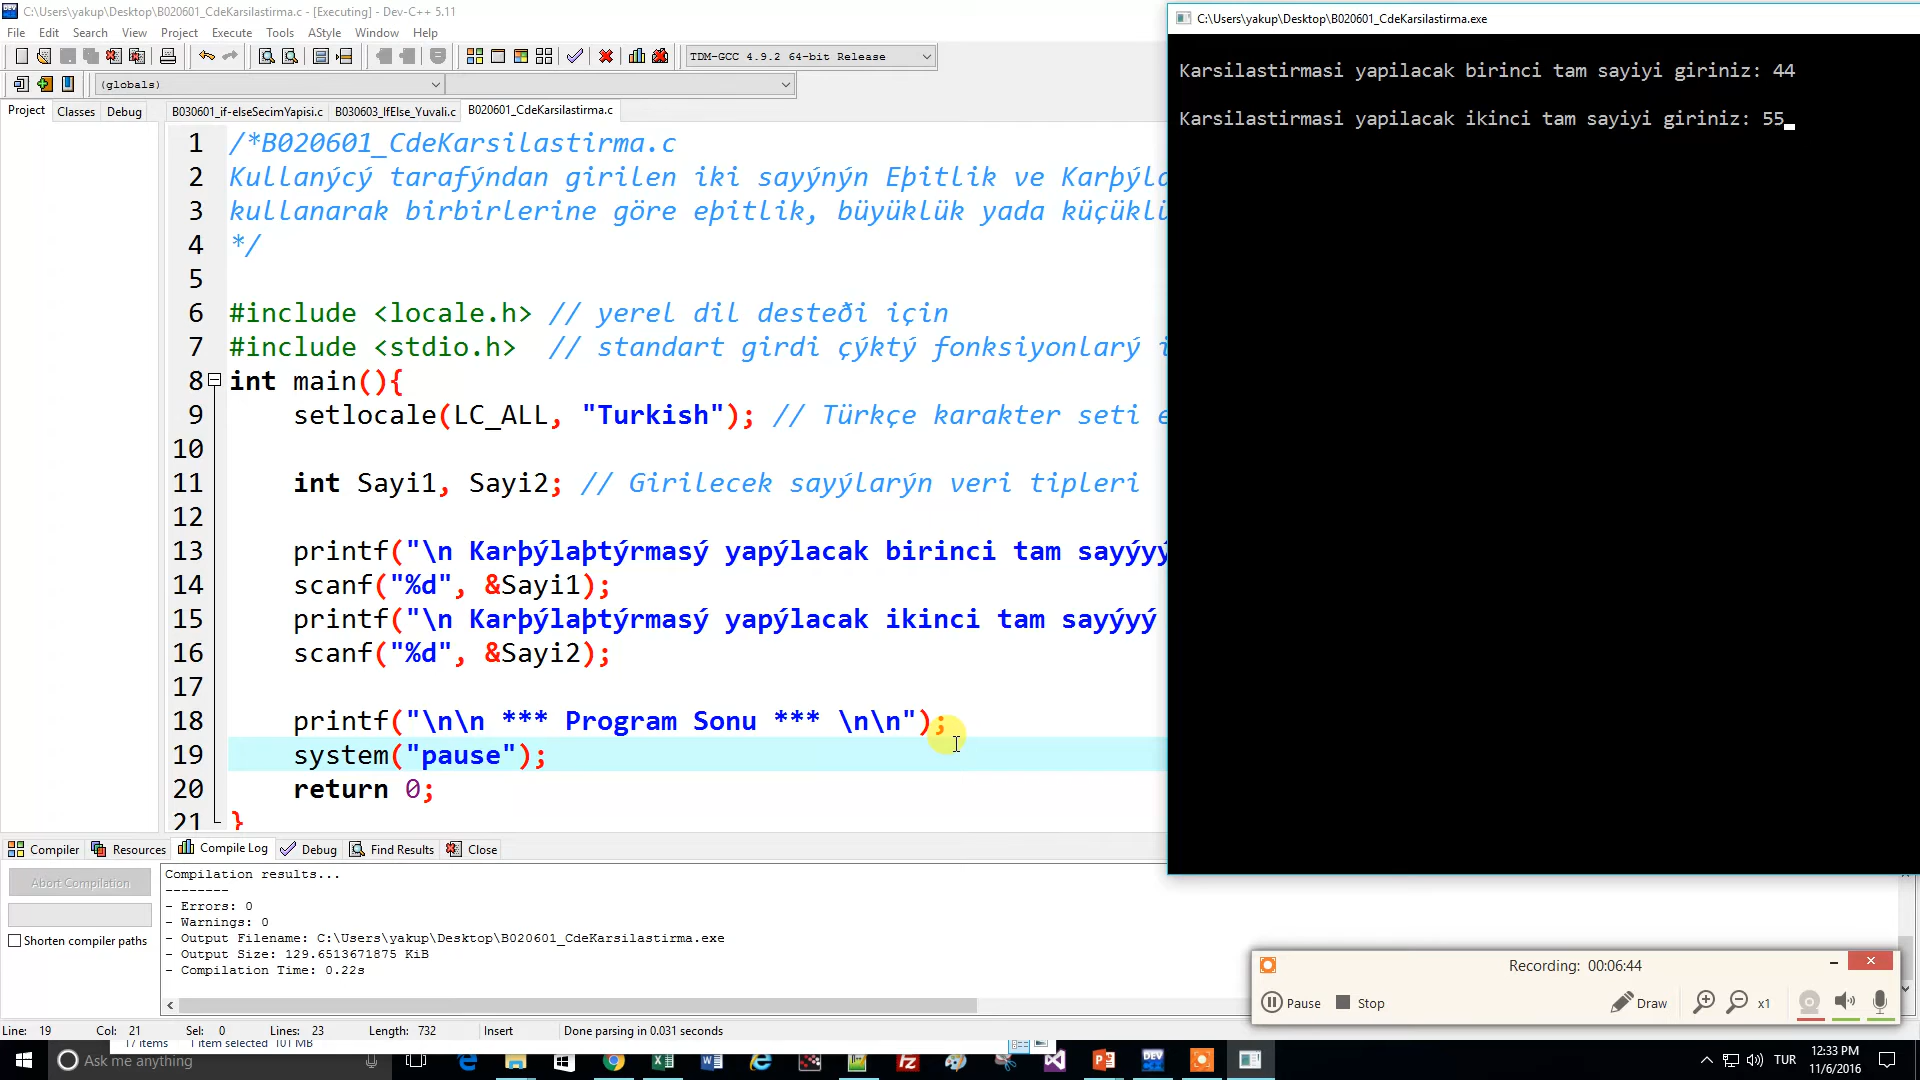 C:\Users\yakup\Desktop\B020601_CdeKarsilastirma.c - [Executing] - Dev-C++ 5.11
File Edit Search View Project Execute Tools AStyle Window Help
TDM-GCC 4.9.2 64-bit Release
(globals)
Project Classes Debug
B030601_if-elseSecimYapisi.c B030603_IfElse_Yuvali.c B020601_CdeKarsilastirma.c
1 /*B020601_CdeKarsilastirma.c
2 Kullanýcý tarafýndan girilen iki sayýnýn Eþitlik ve Karþýla
3 kullanarak birbirlerine göre eþitlik, büyüklük yada küçüklü
4 */
5
6 #include <locale.h> // yerel dil desteði için
7 #include <stdio.h> // standart girdi çýktý fonksiyonlarý i
8 int main(){
9 setlocale(LC_ALL, "Turkish"); // Türkçe karakter seti e
10
11 int Sayi1, Sayi2; // Girilecek sayýlarýn veri tipleri
12
13 printf("\n Karþýlaþtýrmasý yapýlacak birinci tam sayýyý
14 scanf("%d", &Sayi1);
15 printf("\n Karþýlaþtýrmasý yapýlacak ikinci tam sayýyý
16 scanf("%d", &Sayi2);
17
18 printf("\n\n *** Program Sonu *** \n\n");
19 system("pause");
20 return 0;
21 }
C:\Users\yakup\Desktop\B020601_CdeKarsilastirma.exe
Karsilastirmasi yapilacak birinci tam sayiyi giriniz: 44
Karsilastirmasi yapilacak ikinci tam sayiyi giriniz: 55
Compiler Resources Compile Log Debug Find Results Close
Abort Compilation
Shorten compiler paths
Compilation results...
--------
- Errors: 0
- Warnings: 0
- Output Filename: C:\Users\yakup\Desktop\B020601_CdeKarsilastirma.exe
- Output Size: 129.6513671875 KiB
- Compilation Time: 0.22s
Recording: 00:06:44
Pause Stop Draw x1
Line: 19 Col: 21 Sel: 0 Lines: 23 Length: 732 Insert Done parsing in 0.031 seconds
17 items 1 item selected 101 MB
Ask me anything
TUR
12:33 PM
11/6/2016